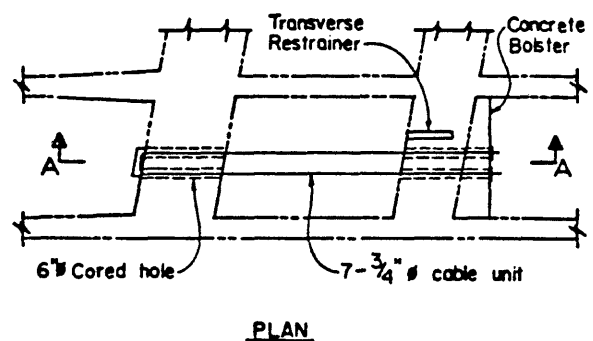 Transverse
Restrainer
Concrete
Bolster
A
A
6"ø Cored hole
7-3/4" ø cable unit
PLAN